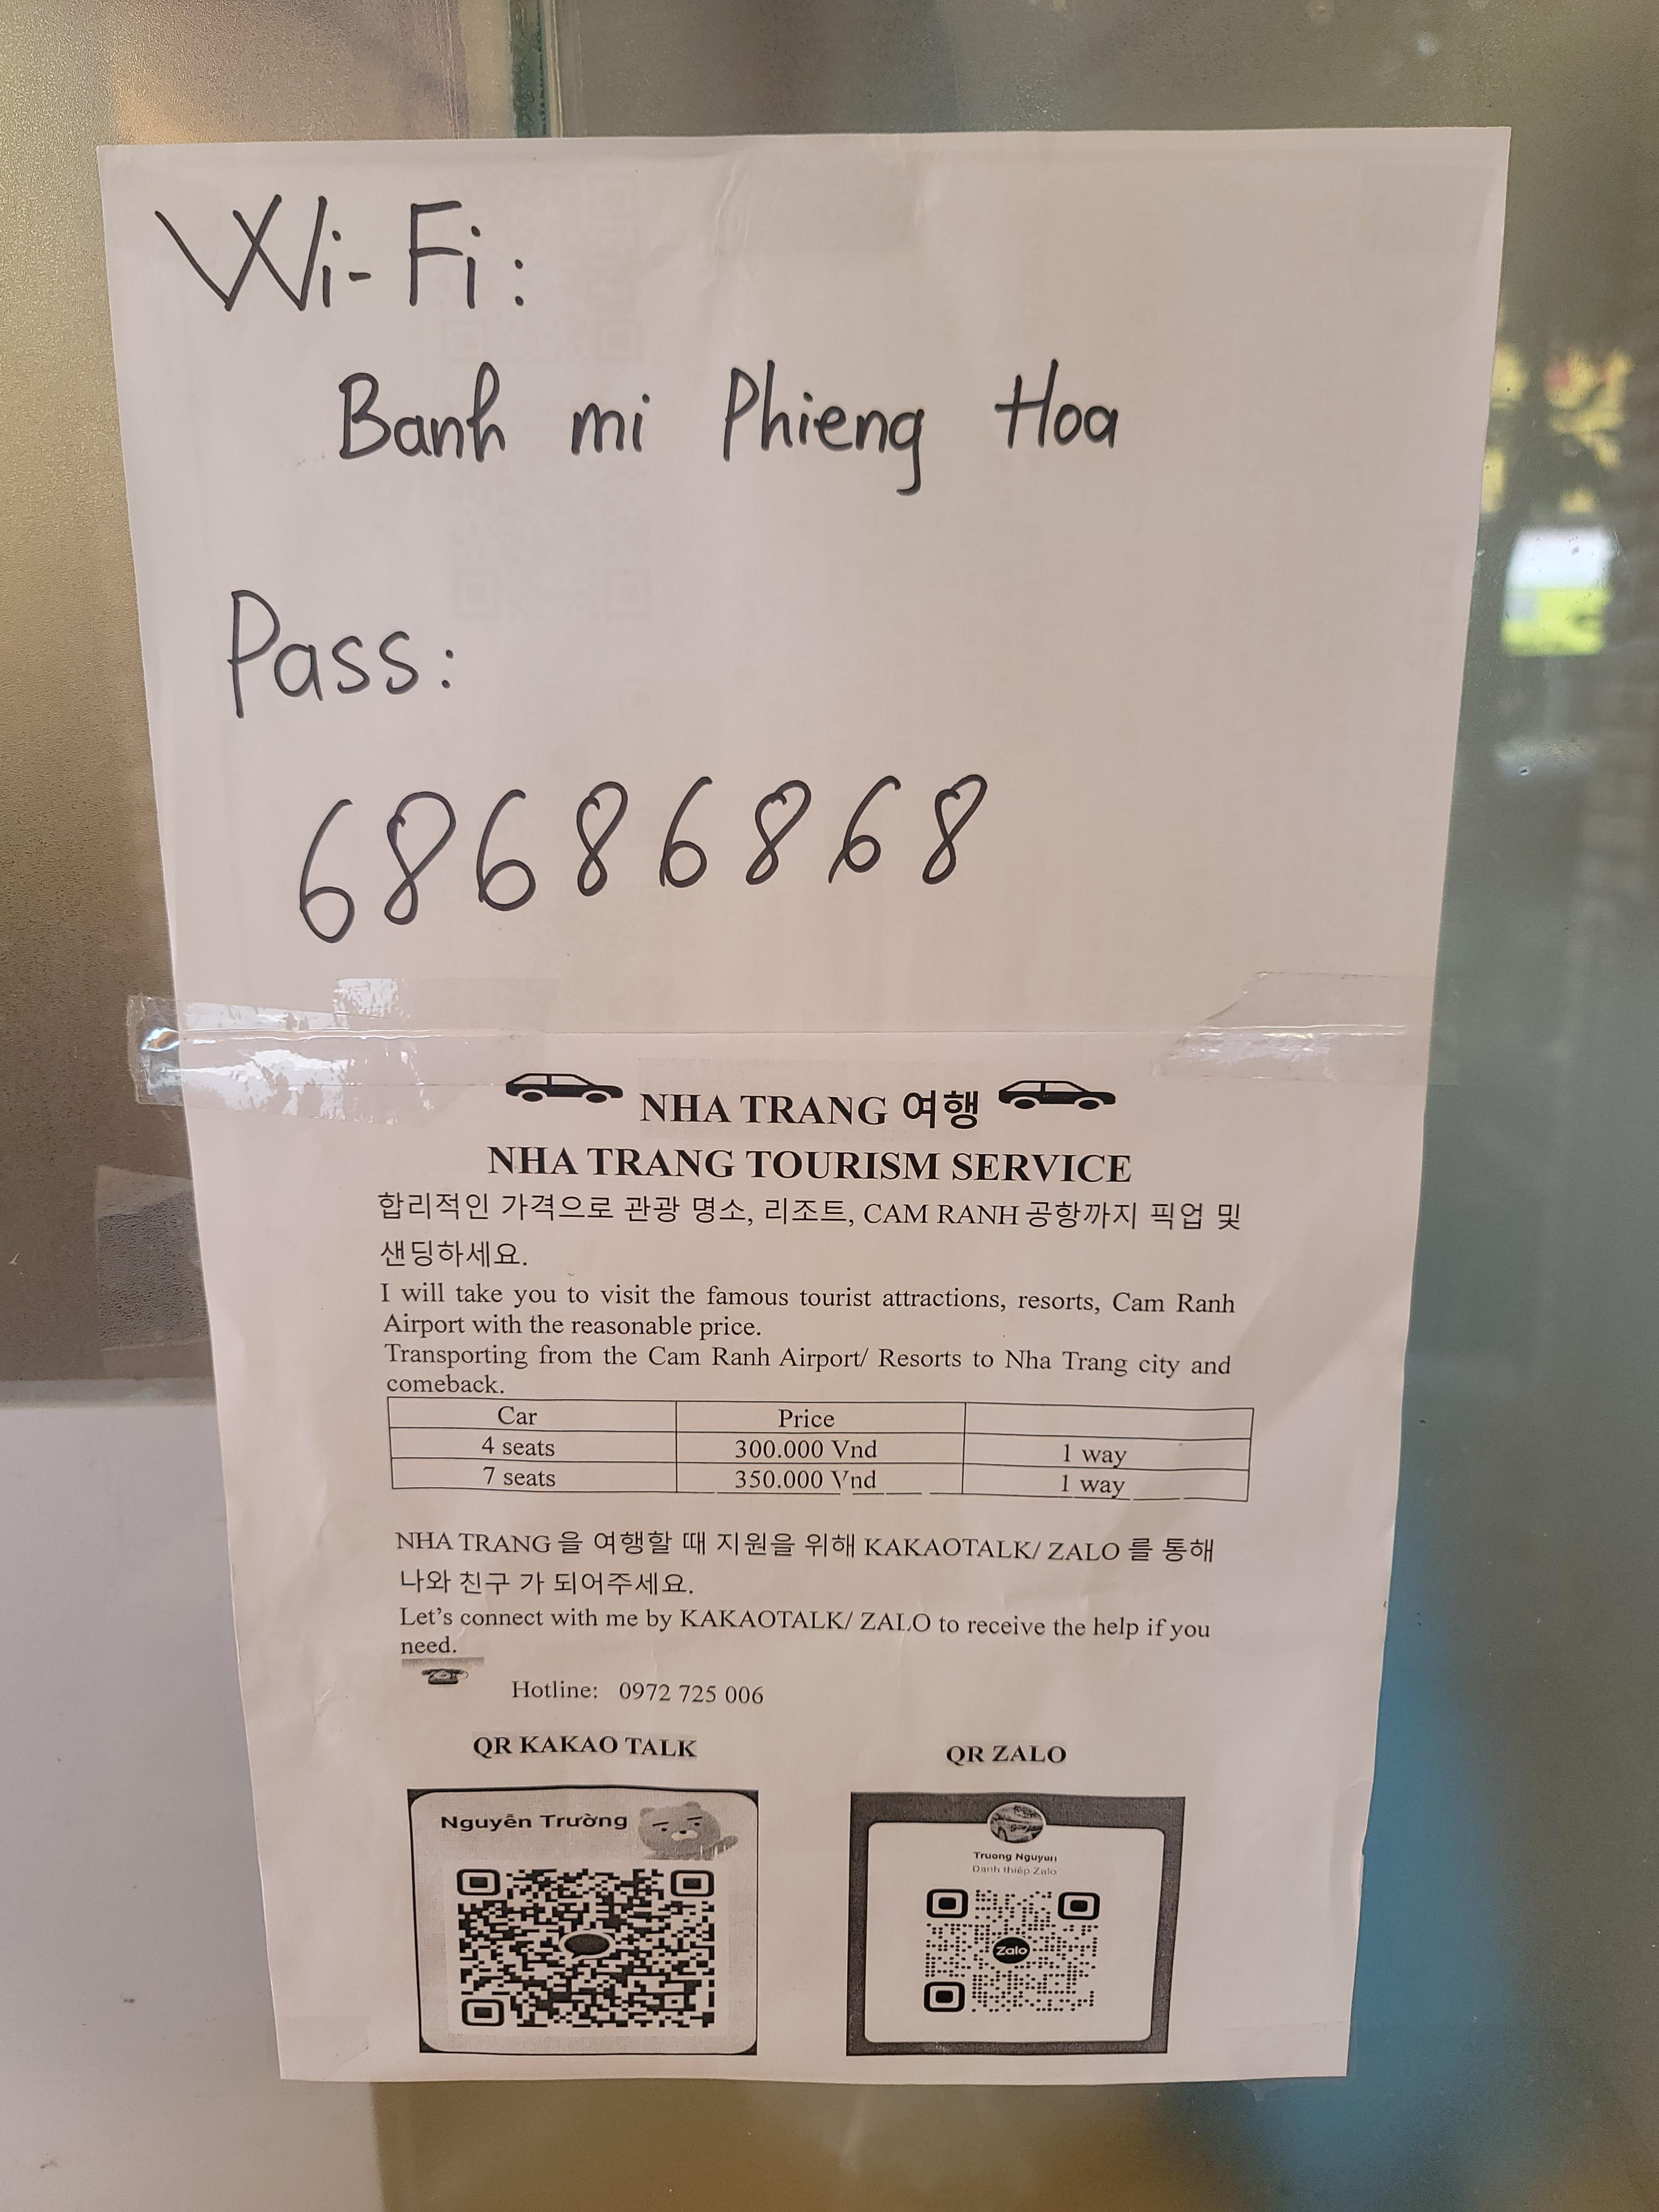 Wi-Fi:
Banh mi Phieng Hoa
Pass:
68686868
NHA TRANG 여행
NHA TRANG TOURISM SERVICE
합리적인 가격으로 관광 명소, 리조트, CAM RANH 공항까지 픽업 및
샌딩하세요.
I will take you to visit the famous tourist attractions, resorts, Cam Ranh
Airport with the reasonable price.
Transporting from the Cam Ranh Airport/ Resorts to Nha Trang city and
comeback.
Car Price
4 seats 300.000 Vnd 1 way
7 seats 350.000 Vnd 1 way
NHA TRANG 을 여행할 때 지원을 위해 KAKAOTALK/ ZALO 를 통해
나와 친구 가 되어주세요.
Let's connect with me by KAKAOTALK/ ZALO to receive the help if you
need.
Hotline: 0972 725 006
QR KAKAO TALK QR ZALO
Nguyễn Trường
Truong Nguyen
Danh thiếp Zalo
Zalo